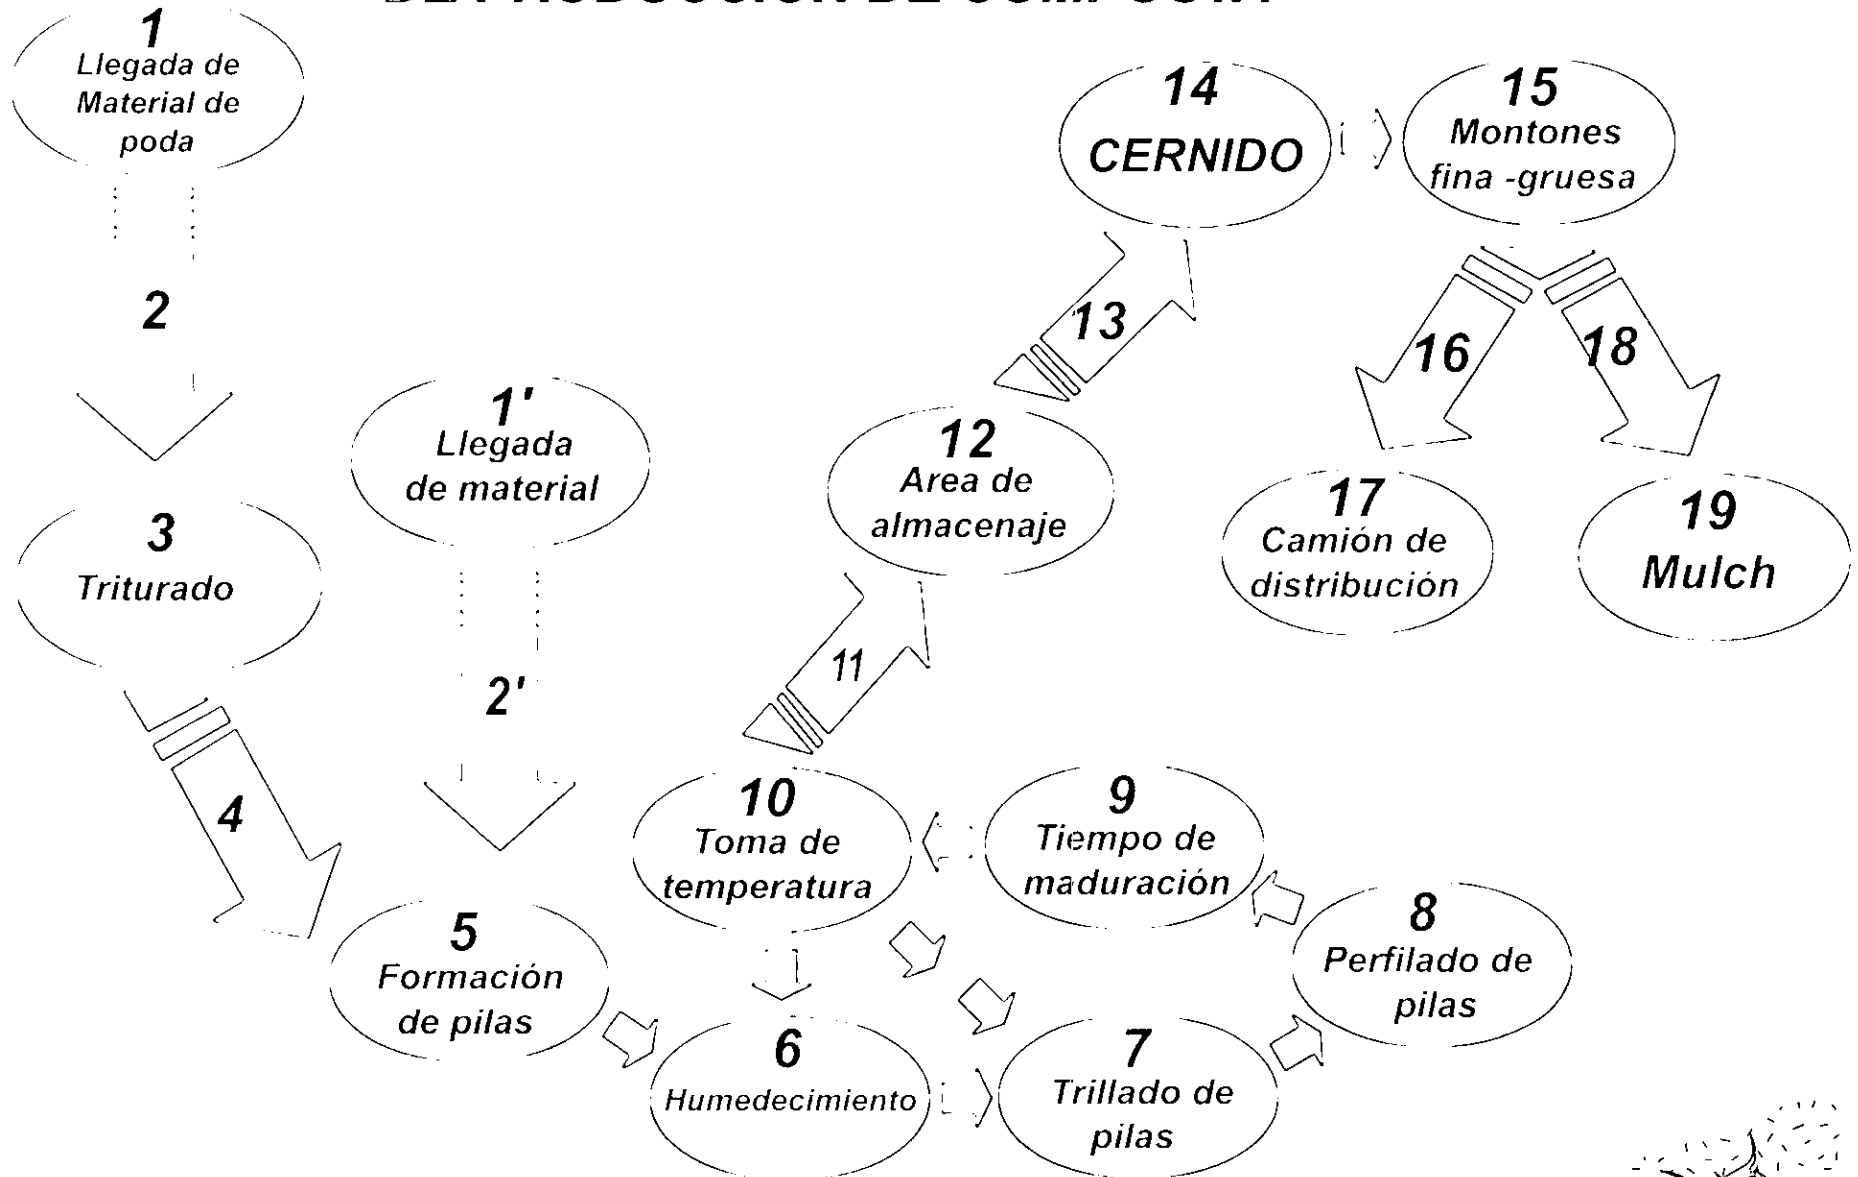 1
Llegada de
Material de
poda
2
3
Triturado
4
1'
Llegada
de material
2'
5
Formación
de pilas
6
Humedecimiento
7
Trillado de
pilas
8
Perfilado de
pilas
9
Tiempo de
maduración
10
Toma de
temperatura
11
12
Area de
almacenaje
13
14
CERNIDO
15
Montones
fina -gruesa
16
17
Camión de
distribución
18
19
Mulch